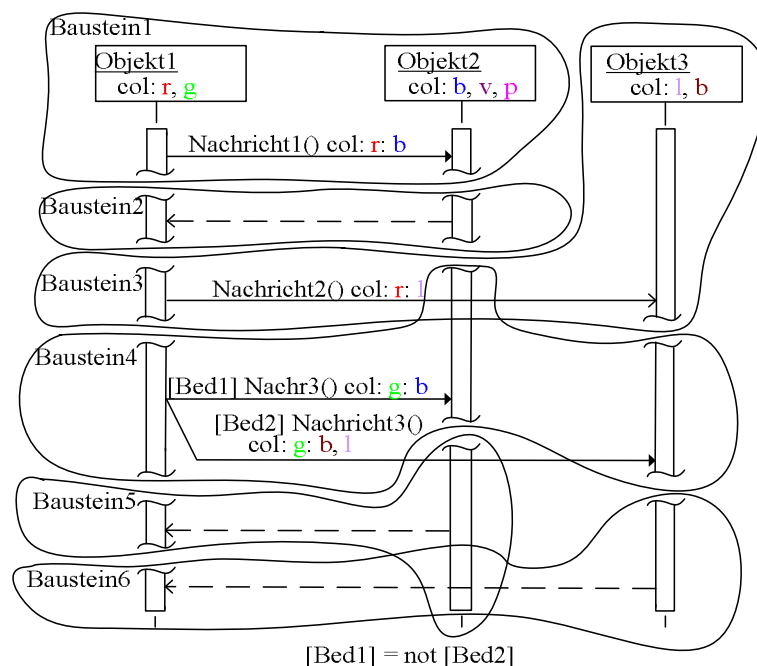 Baustein1
Objekt1
col: r, g
Objekt2
col: b, v, p
Objekt3
col: l, b
Nachricht1() col: r: b
Baustein2
Baustein3
Nachricht2() col: r: l
Baustein4
[Bed1] Nachr3() col: g: b
[Bed2] Nachricht3()
col: g: b, l
Baustein5
Baustein6
[Bed1] = not [Bed2]